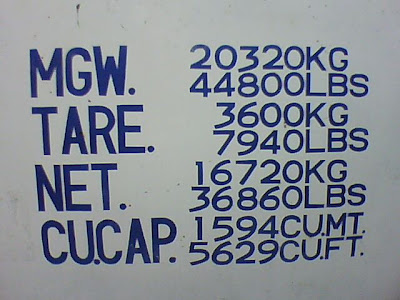 MGW. 20320KG
44800LBS
TARE. 3600KG
7940LBS
NET. 16720KG
36860LBS
CU.CAP. 1594CU.MT.
5629CU.FT.